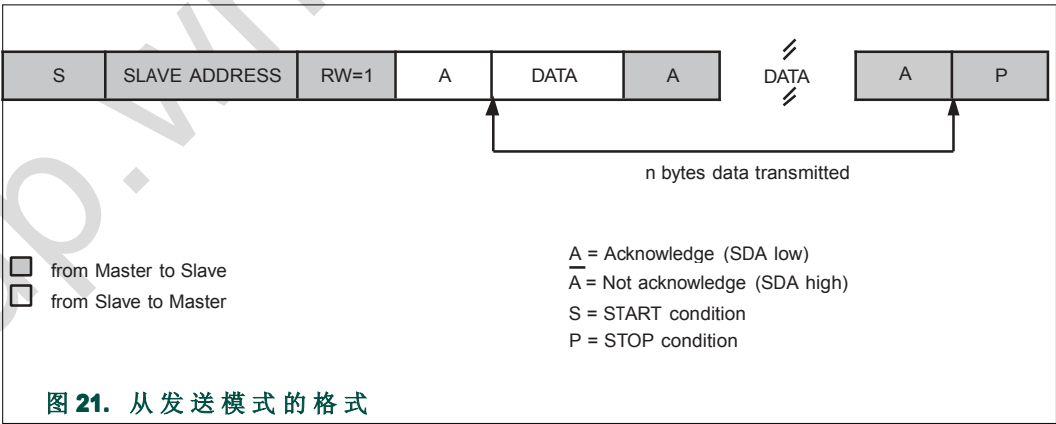 S SLAVE ADDRESS RW=1 A DATA A DATA A P
n bytes data transmitted
from Master to Slave
from Slave to Master
A = Acknowledge (SDA low)
A̅ = Not acknowledge (SDA high)
S = START condition
P = STOP condition
图 21. 从发送模式的格式